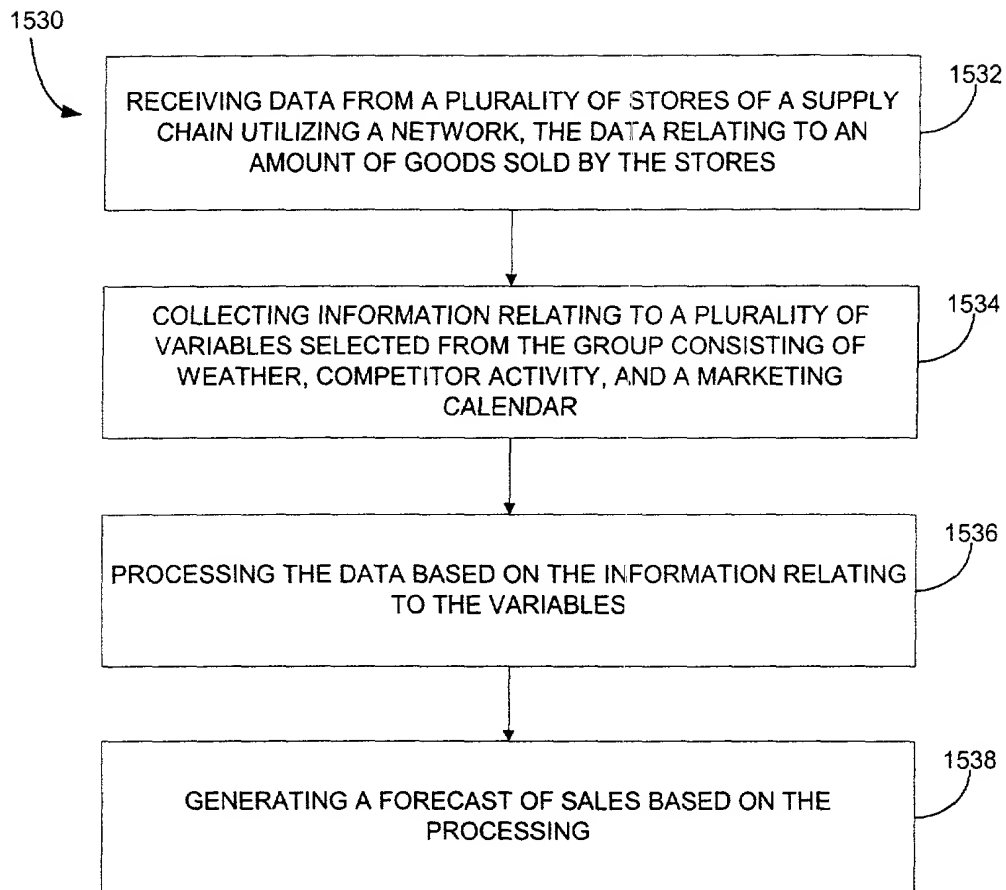 1530
1532
RECEIVING DATA FROM A PLURALITY OF STORES OF A SUPPLY
CHAIN UTILIZING A NETWORK, THE DATA RELATING TO AN
AMOUNT OF GOODS SOLD BY THE STORES
1534
COLLECTING INFORMATION RELATING TO A PLURALITY OF
VARIABLES SELECTED FROM THE GROUP CONSISTING OF
WEATHER, COMPETITOR ACTIVITY, AND A MARKETING
CALENDAR
1536
PROCESSING THE DATA BASED ON THE INFORMATION RELATING
TO THE VARIABLES
1538
GENERATING A FORECAST OF SALES BASED ON THE
PROCESSING